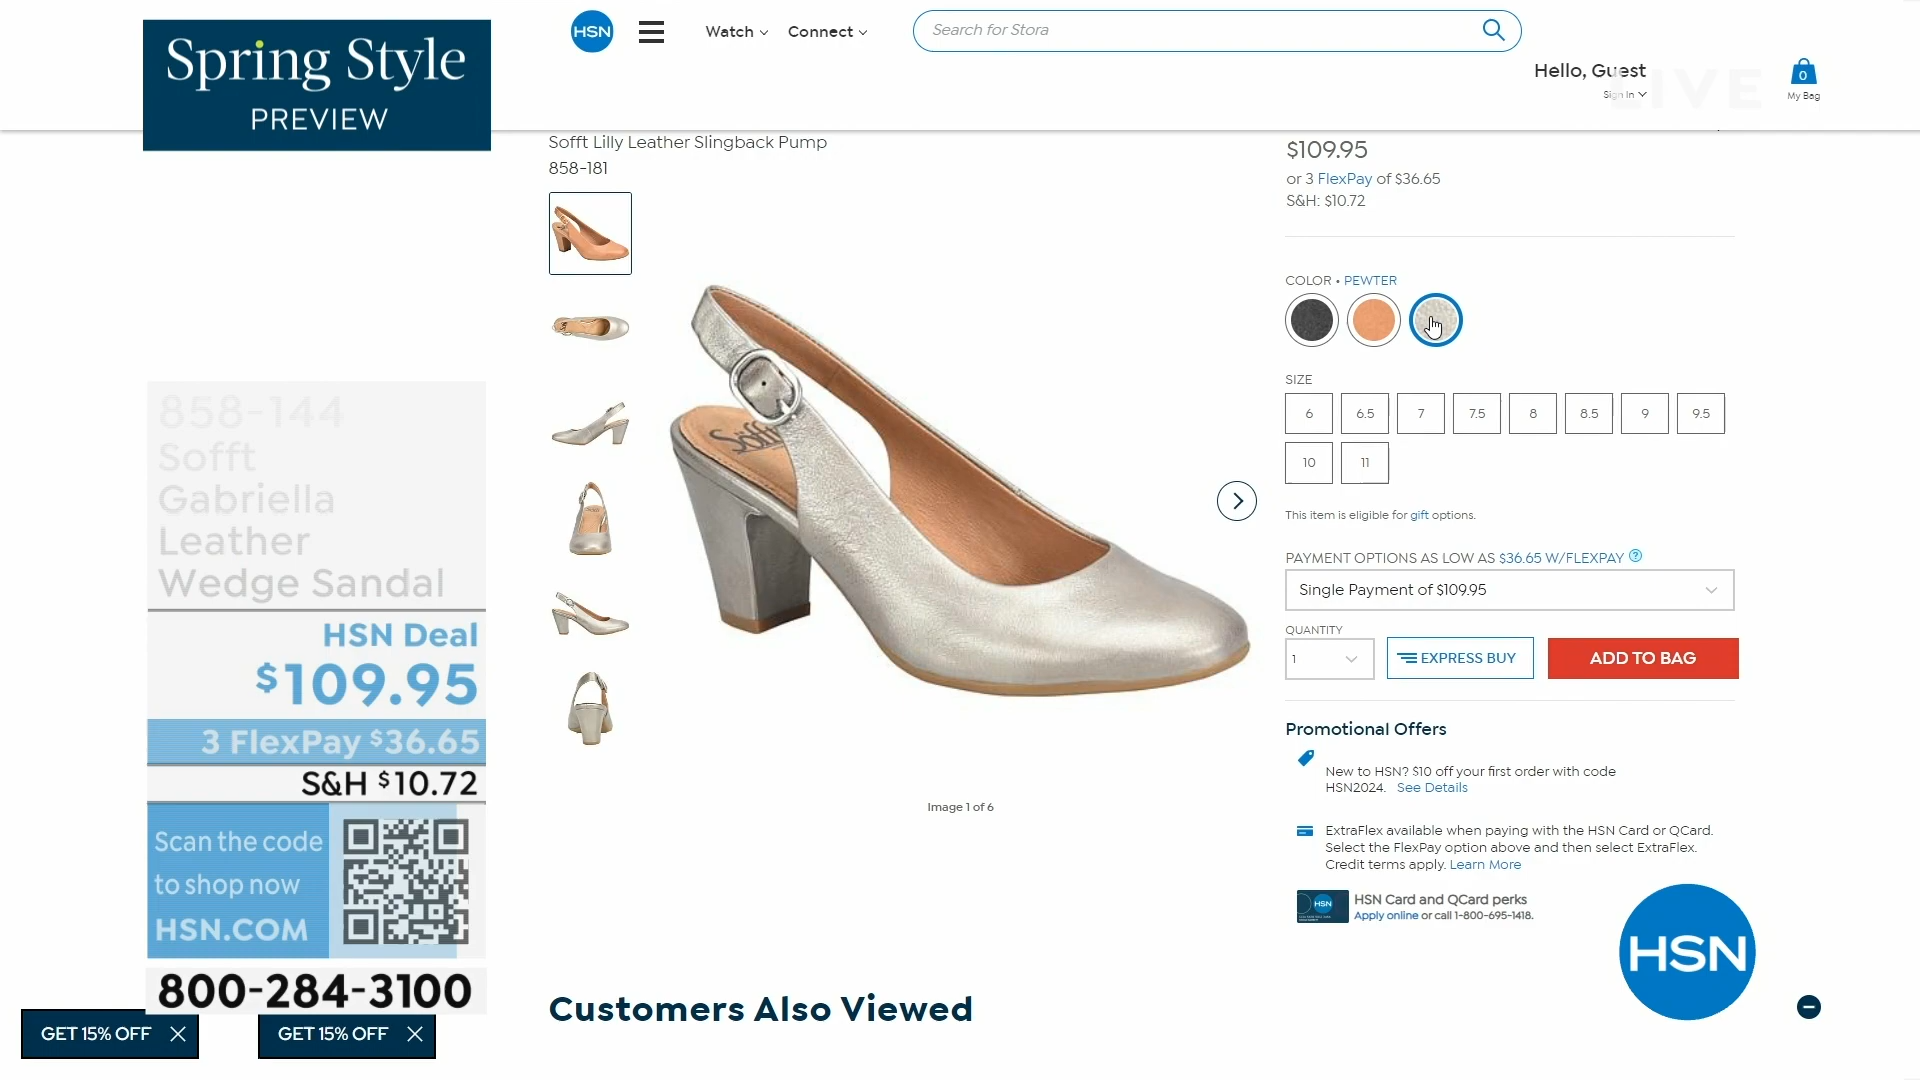 Spring Style
PREVIEW
HSN
Watch
Connect
Search for Stora
Hello, Guest
Sign In
LIVE
0
My Bag
Sofft Lilly Leather Slingback Pump
858-181
$109.95
or 3 FlexPay of $36.65
S&H: $10.72
COLOR • PEWTER
SIZE
6 6.5 7 7.5 8 8.5 9 9.5
10 11
This item is eligible for gift options.
PAYMENT OPTIONS AS LOW AS $36.65 W/FLEXPAY ?
Single Payment of $109.95
QUANTITY
1
EXPRESS BUY
ADD TO BAG
Promotional Offers
New to HSN? $10 off your first order with code
HSN2024. See Details
ExtraFlex available when paying with the HSN Card or QCard.
Select the FlexPay option above and then select ExtraFlex.
Credit terms apply. Learn More
HSN
HSN Card and QCard perks
Apply online or call 1-800-695-1418.
HSN
Söfft
Image 1 of 6
Customers Also Viewed
858-144
Sofft
Gabriella
Leather
Wedge Sandal
HSN Deal
$109.95
3 FlexPay $36.65
S&H $10.72
Scan the code
to shop now
HSN.COM
800-284-3100
GET 15% OFF
GET 15% OFF